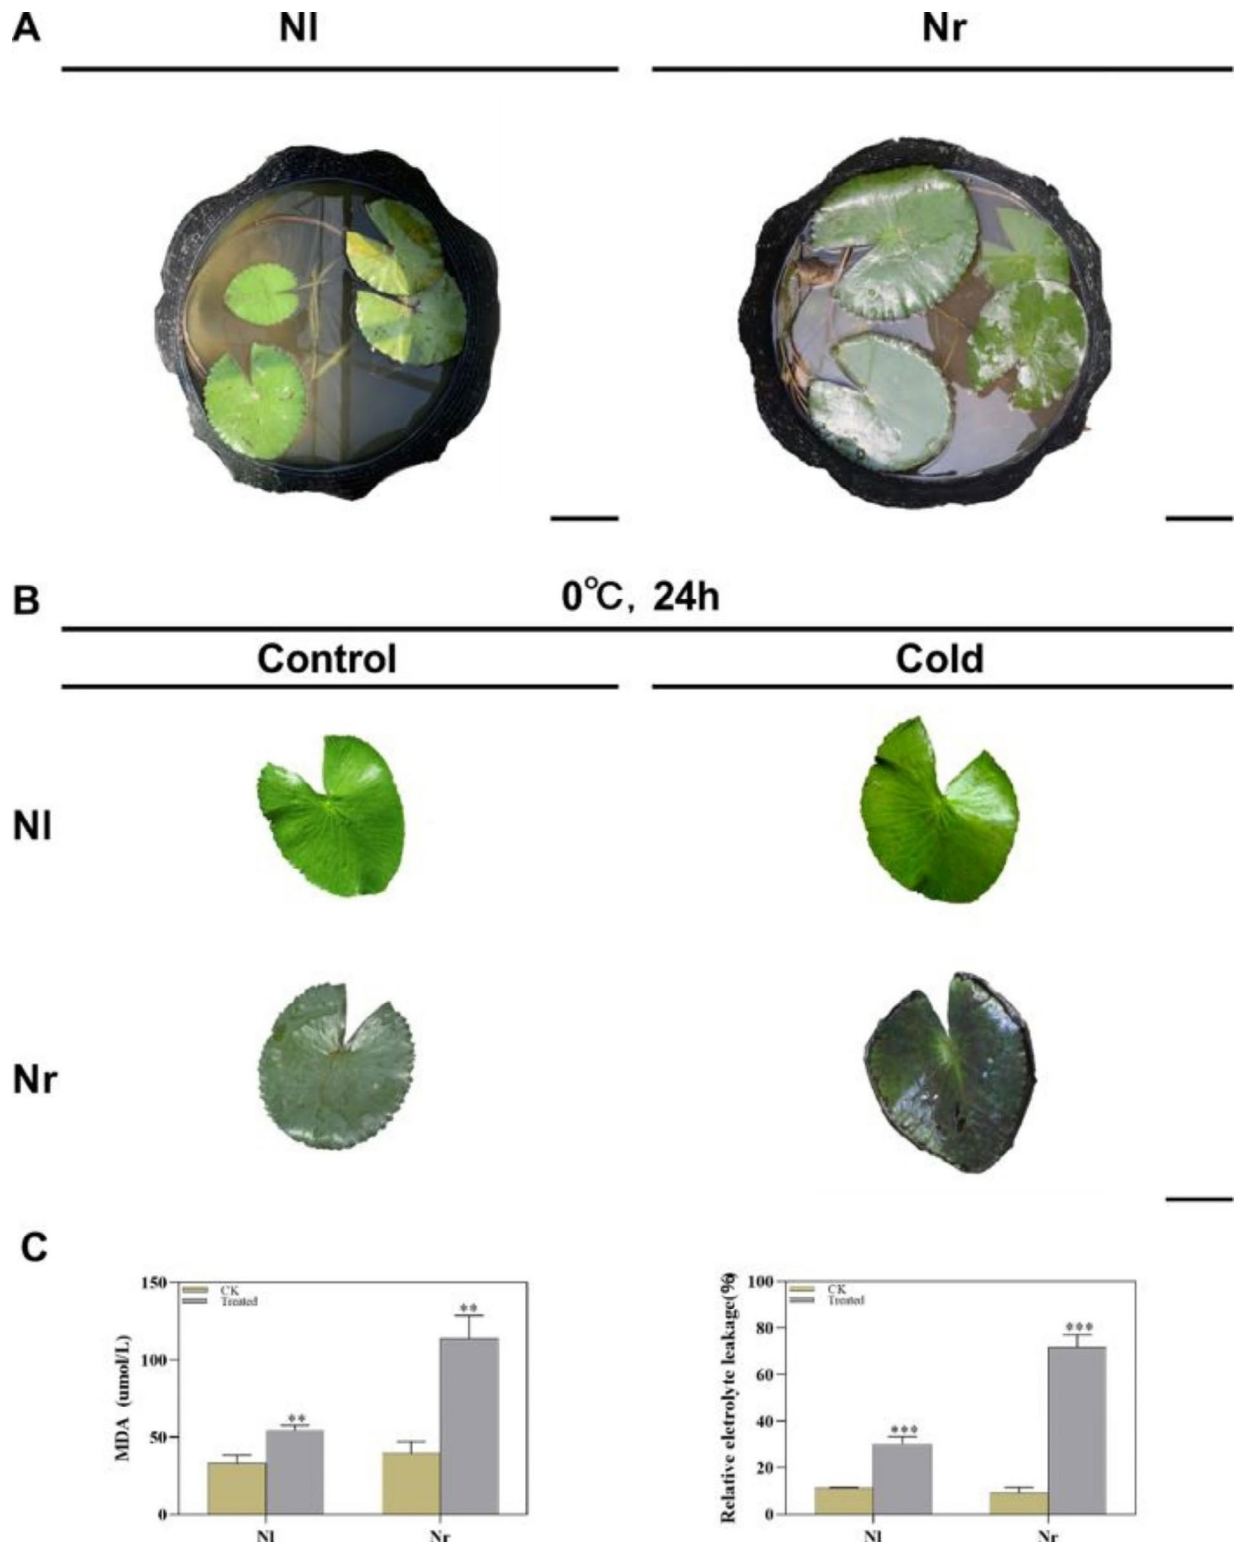 A
Nl
Nr
B
0℃, 24h
Control
Cold
Nl
Nr
C
150
100
50
0
MDA (umol/L)
CK
Treated
**
**
Nl
Nr
100
80
60
40
20
0
Relative eletrolyte leakage(%)
CK
Treated
***
***
Nl
Nr